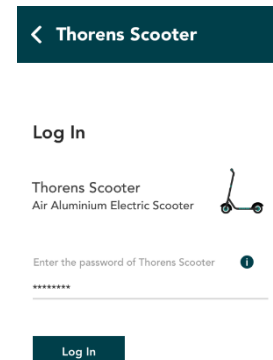 Thorens Scooter
Log In
Thorens Scooter
Air Aluminium Electric Scooter
Enter the password of Thorens Scooter i
********
Log In